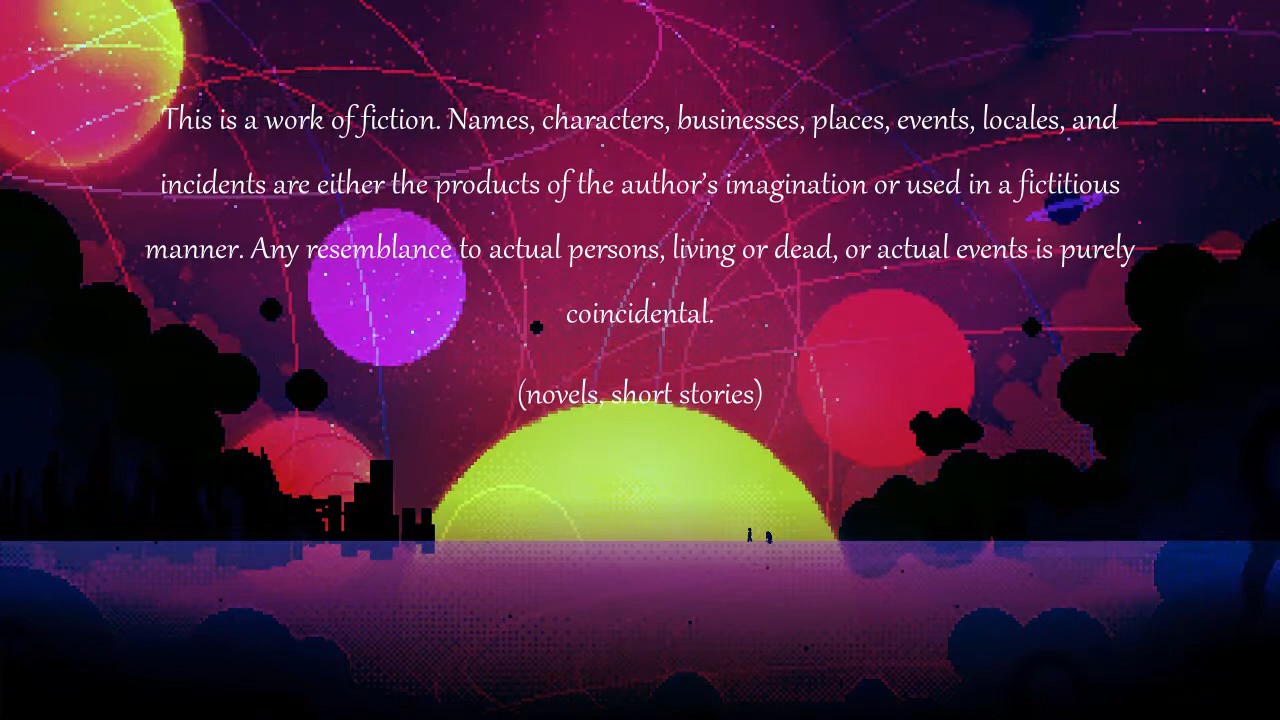 This is a work of fiction. Names, characters, businesses, places, events, locales, and
incidents are either the products of the author’s imagination or used in a fictitious
manner. Any resemblance to actual persons, living or dead, or actual events is purely
coincidental.
(novels, short stories)